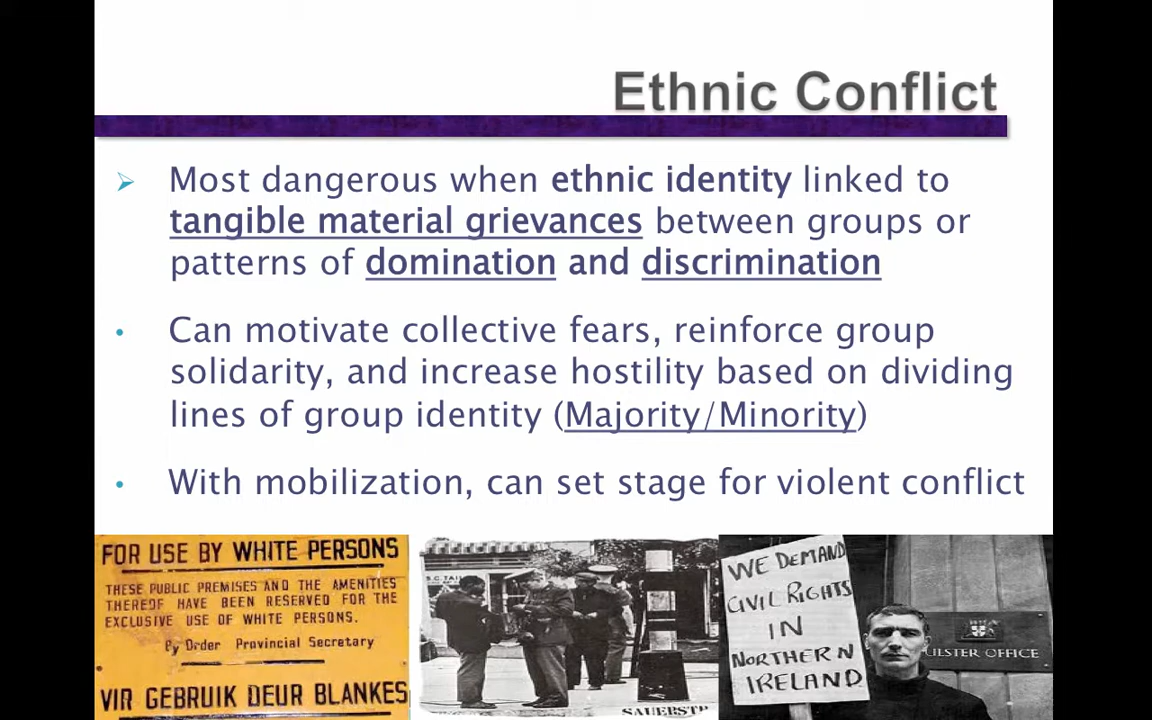 Ethnic Conflict
Most dangerous when ethnic identity linked to
tangible material grievances between groups or
patterns of domination and discrimination
Can motivate collective fears, reinforce group
solidarity, and increase hostility based on dividing
lines of group identity (Majority/Minority)
With mobilization, can set stage for violent conflict
FOR USE BY WHITE PERSONS
THESE PUBLIC PREMISES AND THE AMENITIES
THEREOF HAVE BEEN RESERVED FOR THE
EXCLUSIVE USE OF WHITE PERSONS.
By Order Provincial Secretary
VIR GEBRUIK DEUR BLANKES
WE DEMAND
CIVIL RIGHTS
IN
NORTHERN
IRELAND
ULSTER OFFICE